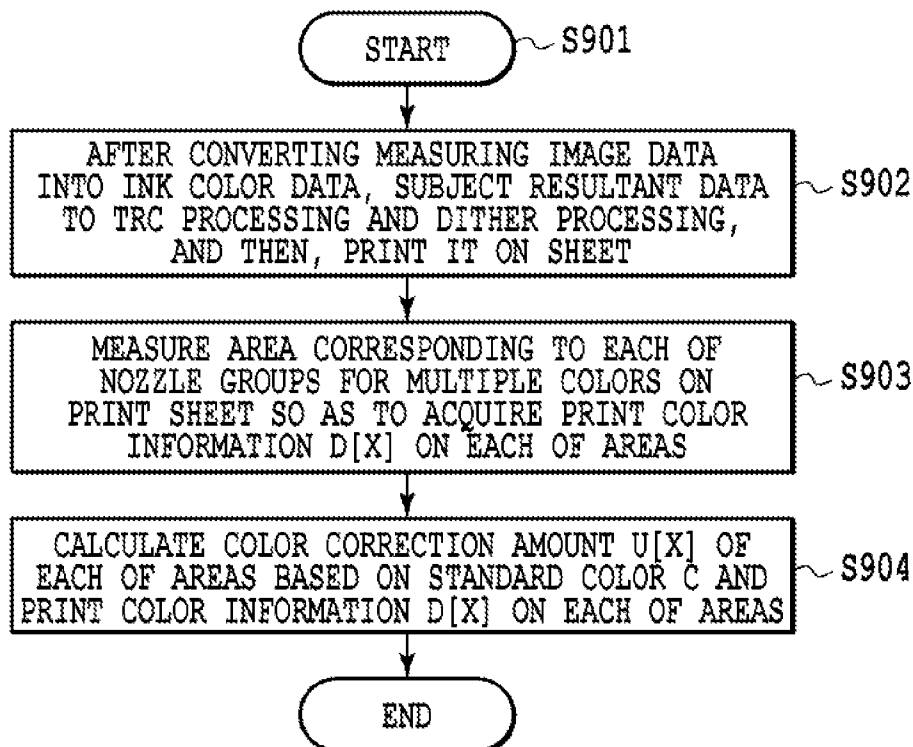 START
S901
AFTER CONVERTING MEASURING IMAGE DATA
INTO INK COLOR DATA, SUBJECT RESULTANT DATA
TO TRC PROCESSING AND DITHER PROCESSING,
AND THEN, PRINT IT ON SHEET
S902
MEASURE AREA CORRESPONDING TO EACH OF
NOZZLE GROUPS FOR MULTIPLE COLORS ON
PRINT SHEET SO AS TO ACQUIRE PRINT COLOR
INFORMATION D[X] ON EACH OF AREAS
S903
CALCULATE COLOR CORRECTION AMOUNT U[X] OF
EACH OF AREAS BASED ON STANDARD COLOR C AND
PRINT COLOR INFORMATION D[X] ON EACH OF AREAS
S904
END